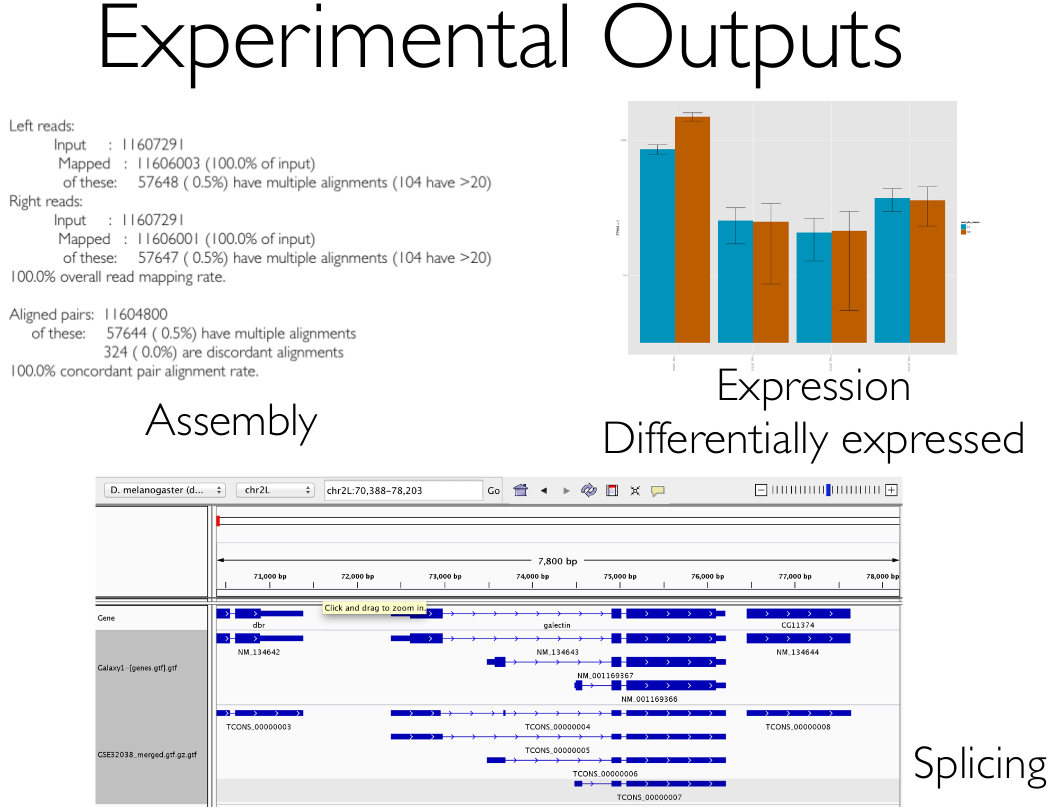 Experimental Outputs
Left reads:
Input : 11607291
Mapped : 11606003 (100.0% of input)
of these: 57648 ( 0.5%) have multiple alignments (104 have >20)
Right reads:
Input : 11607291
Mapped : 11606001 (100.0% of input)
of these: 57647 ( 0.5%) have multiple alignments (104 have >20)
100.0% overall read mapping rate.
Aligned pairs: 11604800
of these: 57644 ( 0.5%) have multiple alignments
324 ( 0.0%) are discordant alignments
100.0% concordant pair alignment rate.
Assembly
Expression
Differentially expressed
D. melanogaster (d... chr2L chr2L:70,388-78,203 Go
7,800 bp
71,000 bp 72,000 bp 73,000 bp 74,000 bp 75,000 bp 76,000 bp 77,000 bp 78,000 bp
Click and drag to zoom in.
Gene
dbr galectin CG11374
NM_134642 NM_134643 NM_134644
Galaxy1-[genes.gtf].gtf
NM_001169367
NM_001169366
TCONS_00000003 TCONS_00000004 TCONS_00000008
TCONS_00000005
GSE32038_merged.gtf.gz.gtf
TCONS_00000006
TCONS_00000007
Splicing